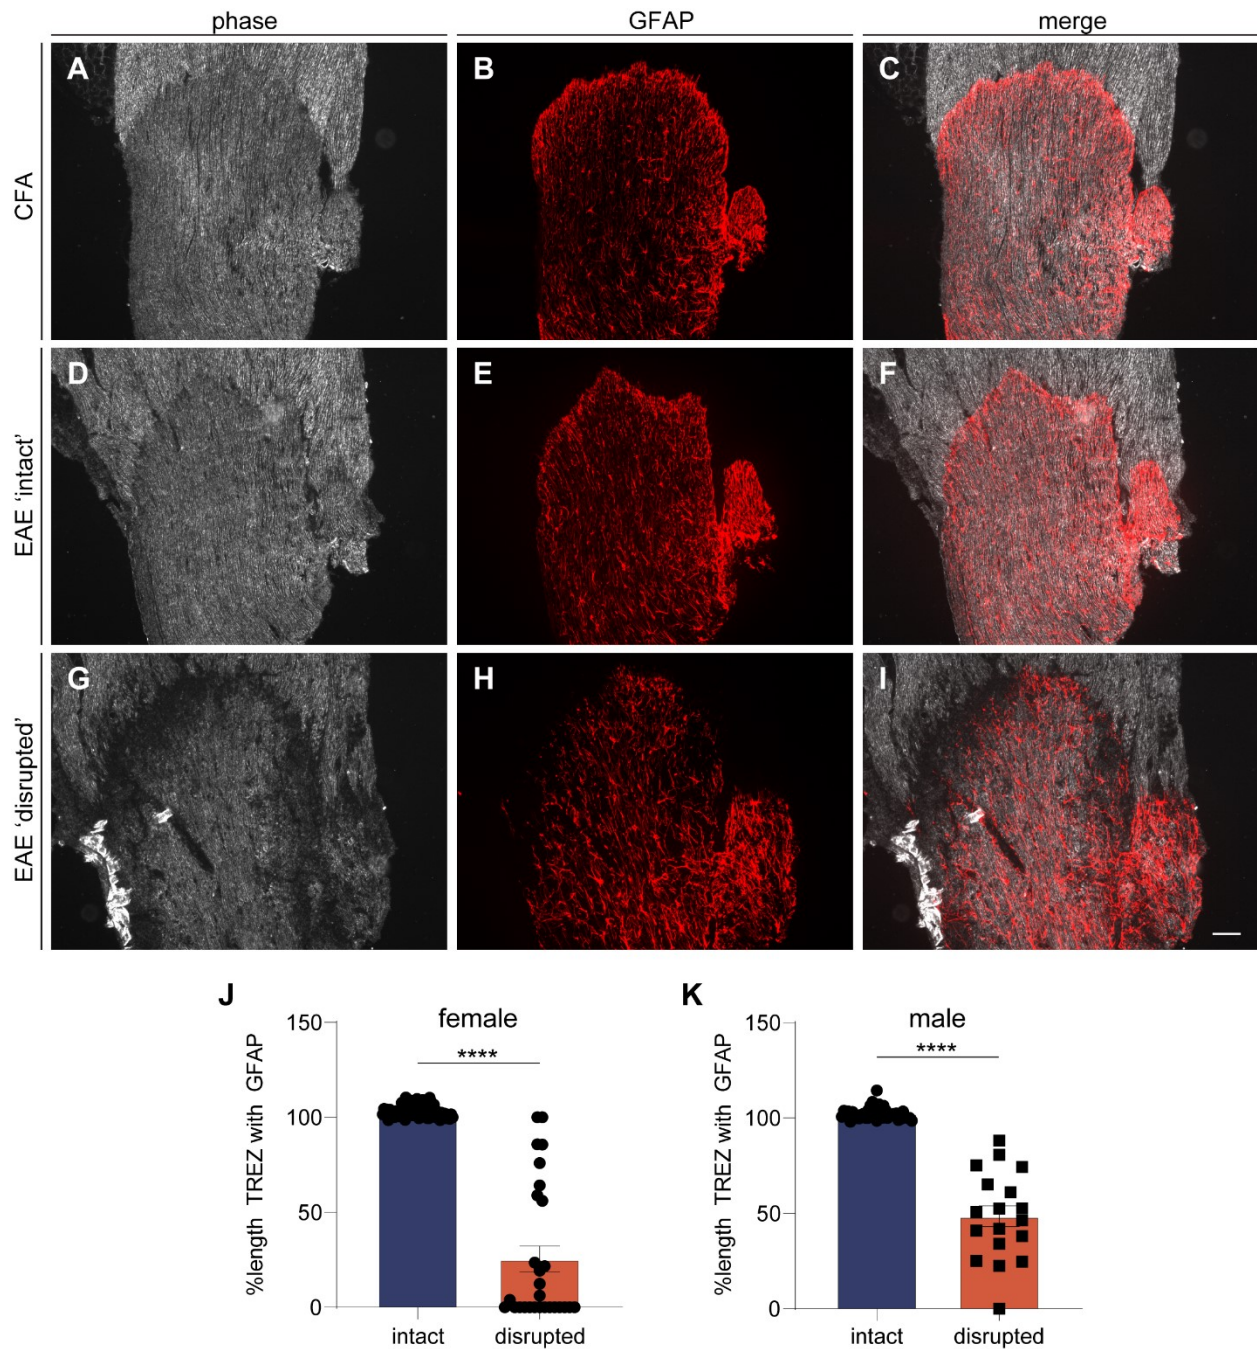 phase GFAP merge
CFA
A B C
EAE ‘intact’
D E F
EAE ‘disrupted’
G H I
J
female
****
%length TREZ with GFAP
150
100
50
0
intact disrupted
K
male
****
%length TREZ with GFAP
150
100
50
0
intact disrupted